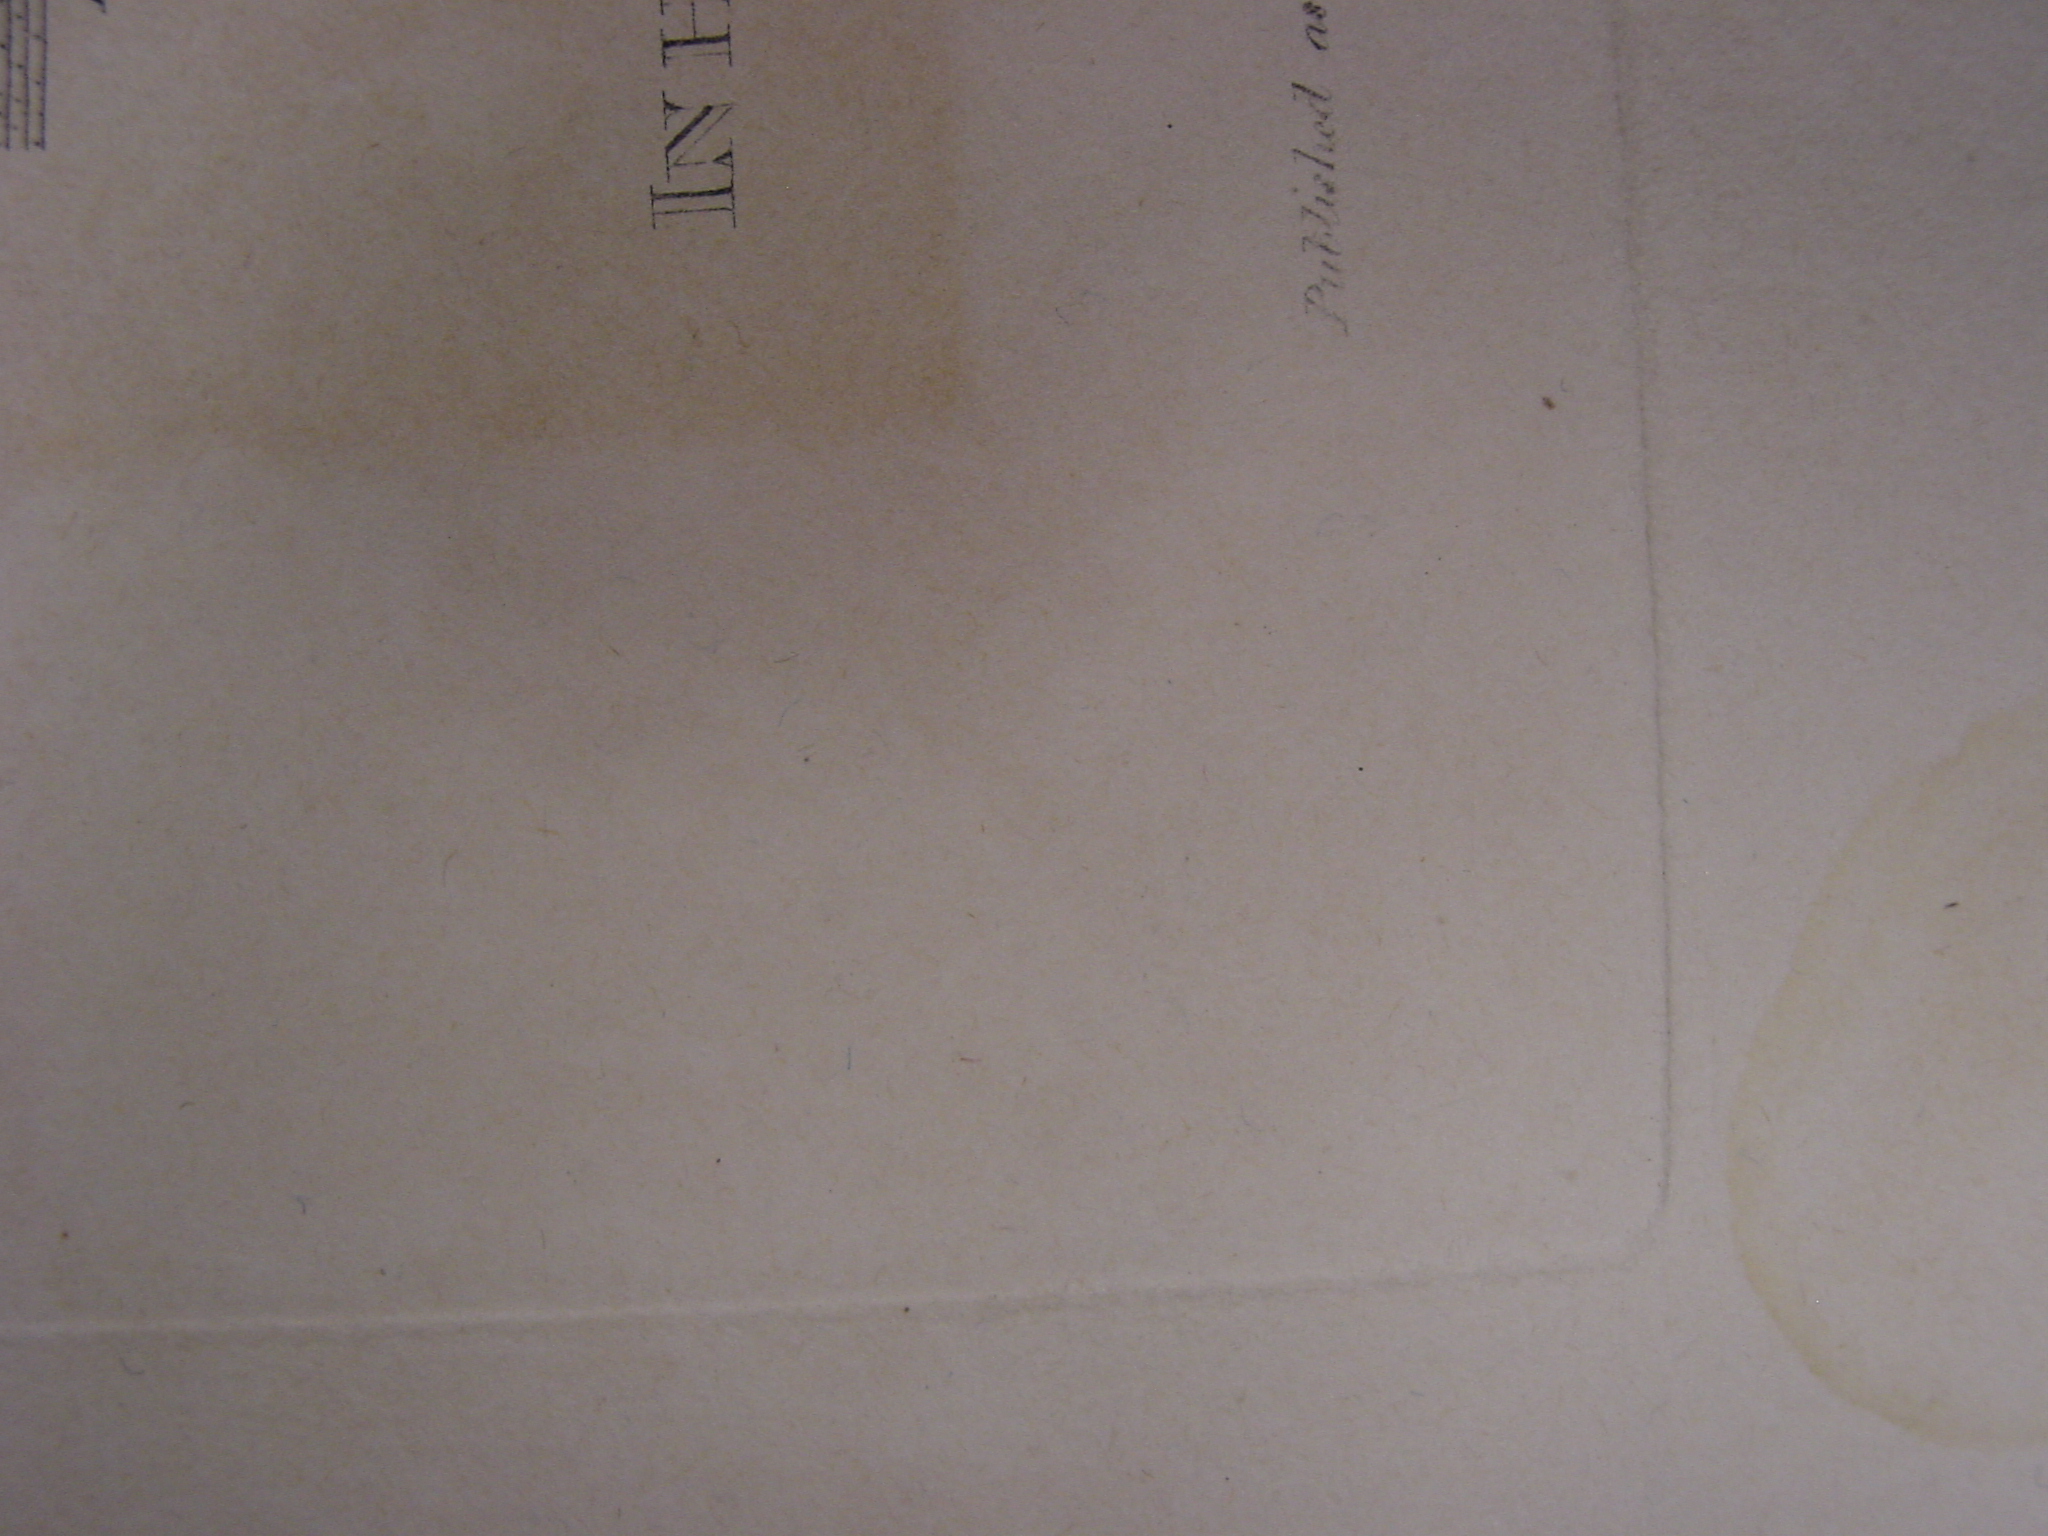 IN H
Published as